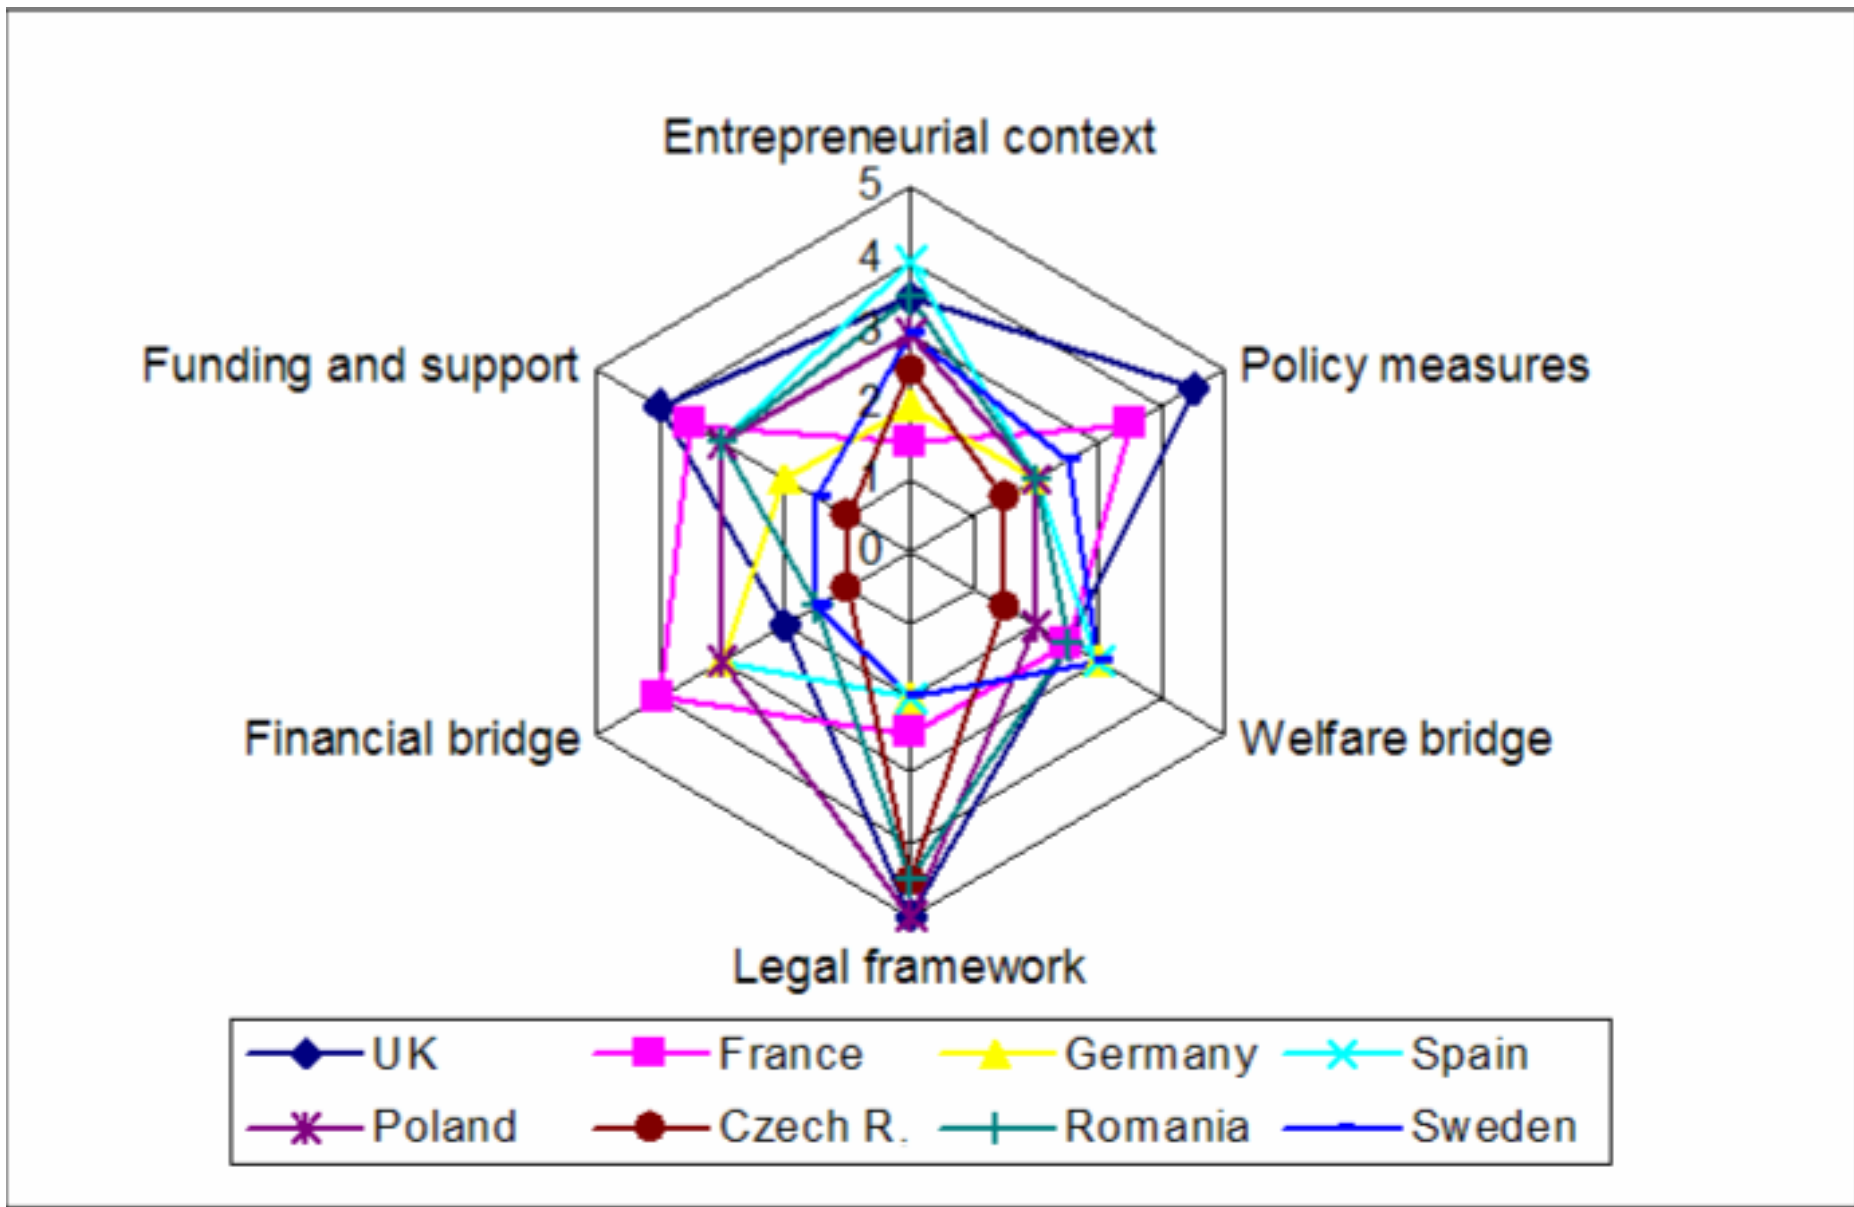 Entrepreneurial context
5
4
3
2
1
0
Funding and support
Policy measures
Financial bridge
Welfare bridge
Legal framework
UK France Germany Spain
Poland Czech R. Romania Sweden